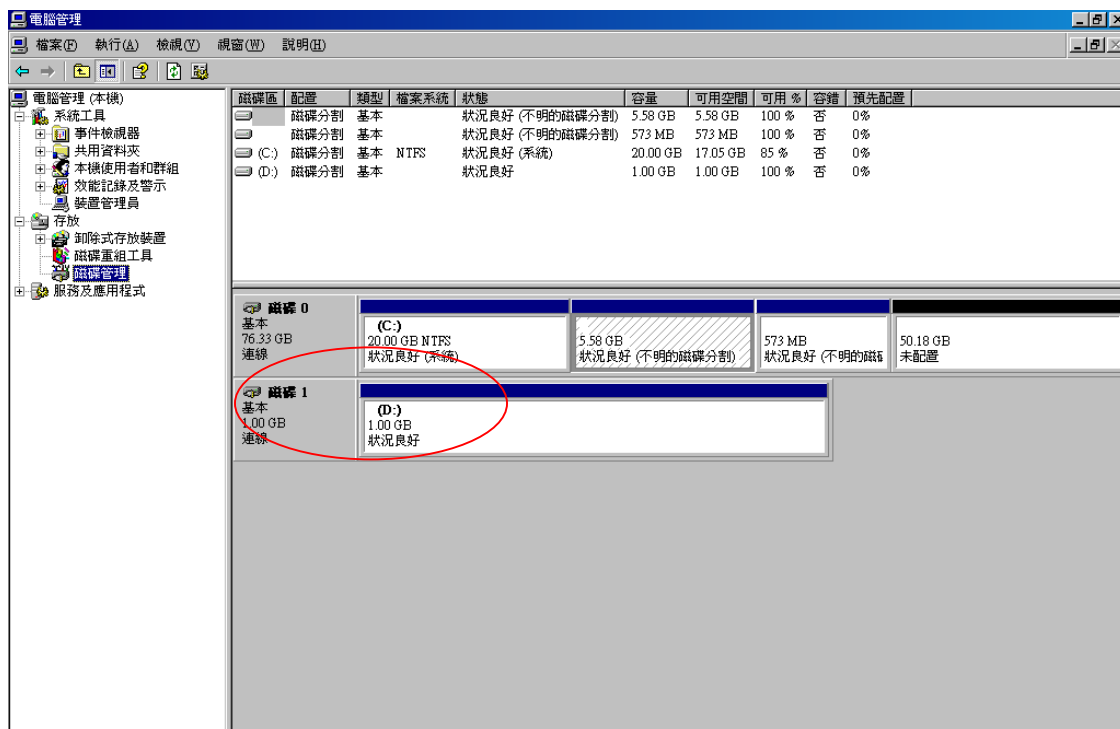 電腦管理
檔案(F) 執行(A) 檢視(V) 視窗(W) 說明(H)
電腦管理 (本機)
系統工具
事件檢視器
共用資料夾
本機使用者和群組
效能記錄及警示
裝置管理員
存放
卸除式存放裝置
磁碟重組工具
磁碟管理
服務及應用程式
磁碟區 配置 類型 檔案系統 狀態 容量 可用空間 可用 % 容錯 預先配置
磁碟分割 基本 狀況良好 (不明的磁碟分割) 5.58 GB 5.58 GB 100 % 否 0%
磁碟分割 基本 狀況良好 (不明的磁碟分割) 573 MB 573 MB 100 % 否 0%
(C:) 磁碟分割 基本 NTFS 狀況良好 (系統) 20.00 GB 17.05 GB 85 % 否 0%
(D:) 磁碟分割 基本 狀況良好 1.00 GB 1.00 GB 100 % 否 0%
磁碟 0
基本
76.33 GB
連線
(C:)
20.00 GB NTFS
狀況良好 (系統)
5.58 GB
狀況良好 (不明的磁碟分割)
573 MB
狀況良好 (不明的磁
50.18 GB
未配置
磁碟 1
基本
1.00 GB
連線
(D:)
1.00 GB
狀況良好